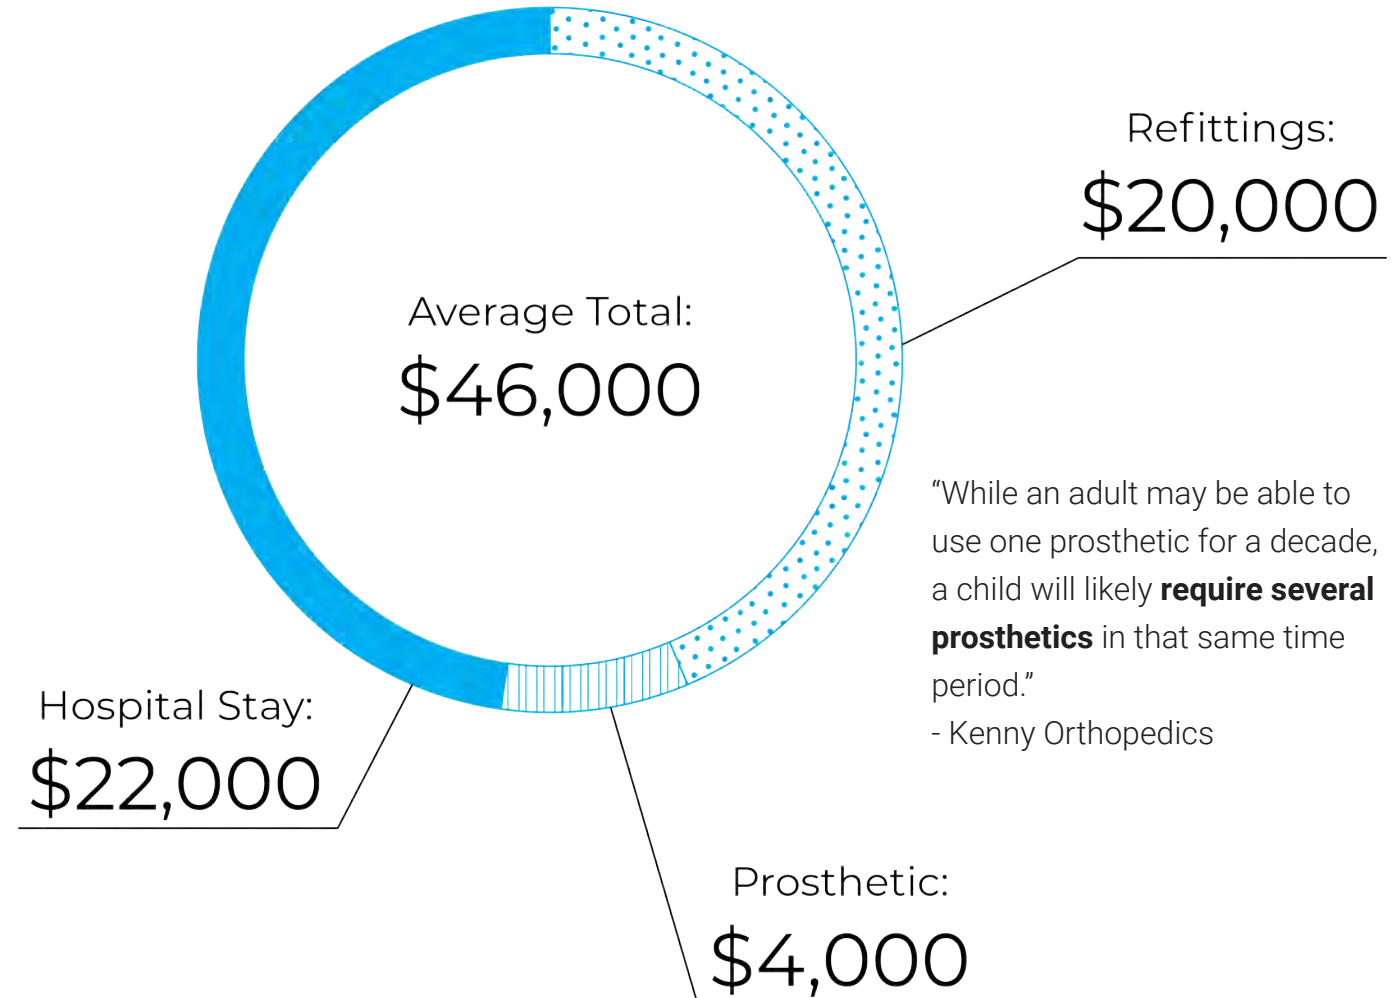 Refittings:
$20,000
Average Total:
$46,000
“While an adult may be able to
use one prosthetic for a decade,
a child will likely require several
prosthetics in that same time
period.”
- Kenny Orthopedics
Hospital Stay:
$22,000
Prosthetic:
$4,000